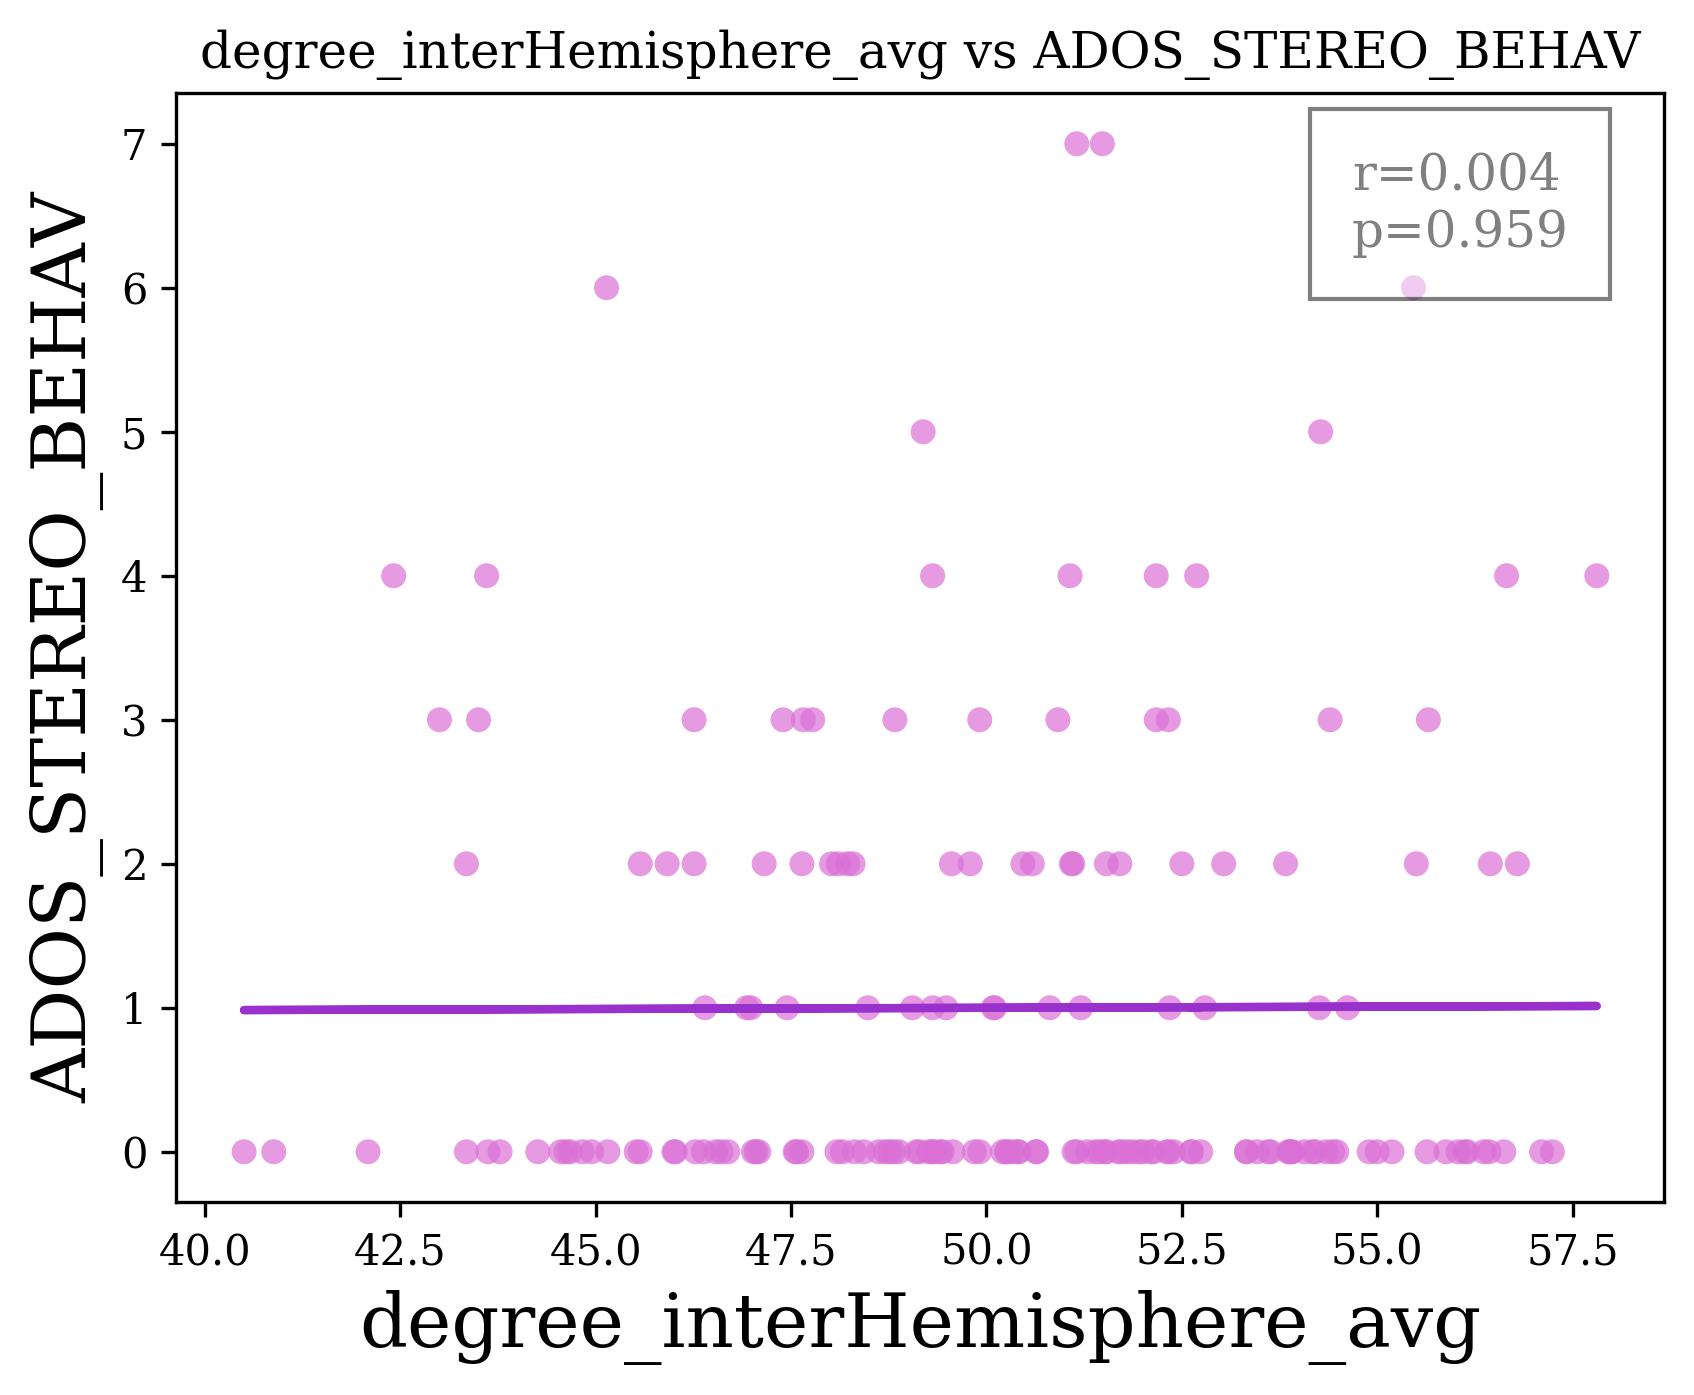 degree_interHemisphere_avg vs ADOS_STEREO_BEHAV
r=0.004
p=0.959
ADOS_STEREO_BEHAV
7
6
5
4
3
2
1
0
40.0 42.5 45.0 47.5 50.0 52.5 55.0 57.5
degree_interHemisphere_avg